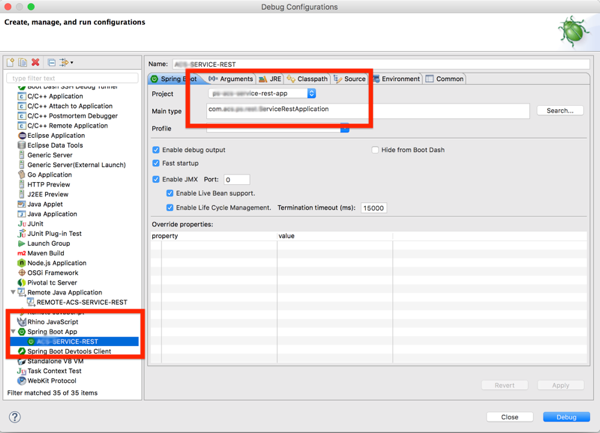 Debug Configurations
Create, manage, and run configurations
type filter text
Boot Dash SSH Debug Tunnel
C/C++ Application
C/C++ Attach to Application
C/C++ Postmortem Debugger
C/C++ Remote Application
Eclipse Application
Eclipse Data Tools
Generic Server
Generic Server(External Launch)
Go Application
HTTP Preview
J2EE Preview
Java Applet
Java Application
JUnit
JUnit Plug-in Test
Launch Group
Maven Build
Node.js Application
OSGi Framework
Pivotal tc Server
Remote Java Application
REMOTE-ACS-SERVICE-REST
Remote JavaScript
Rhino JavaScript
Spring Boot App
ACS-SERVICE-REST
Spring Boot Devtools Client
Standalone V8 VM
Task Context Test
WebKit Protocol
Filter matched 35 of 35 items
Name: ACS-SERVICE-REST
Spring Boot Arguments JRE Classpath Source Environment Common
Project -service-rest-app
Main type com. ServiceRestApplication Search...
Profile
Enable debug output Hide from Boot Dash
Fast startup
Enable JMX Port: 0
Enable Live Bean support.
Enable Life Cycle Management. Termination timeout (ms): 15000
Override properties:
property value
Revert Apply
Close Debug